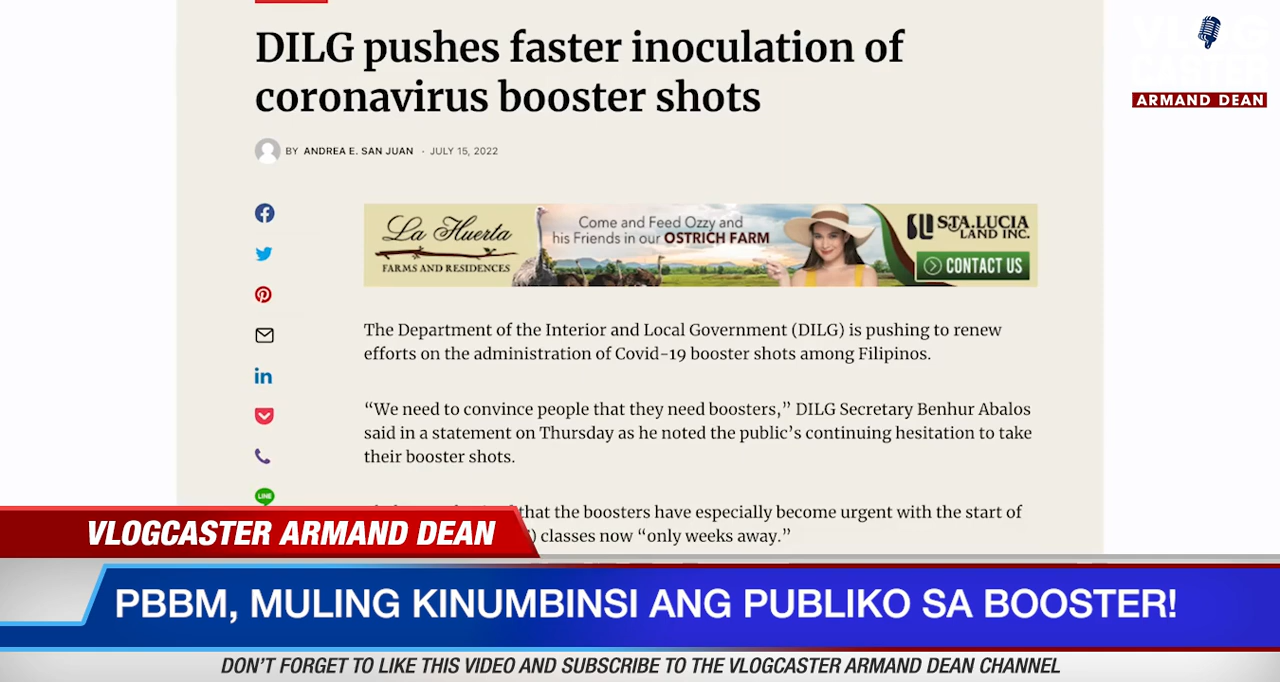 DILG pushes faster inoculation of
coronavirus booster shots
BY ANDREA E. SAN JUAN · JULY 15, 2022
VLOG
CASTER
ARMAND DEAN
La Huerta
FARMS AND RESIDENCES
Come and Feed Ozzy and
his Friends in our OSTRICH FARM
STA.LUCIA
LAND INC.
CONTACT US
The Department of the Interior and Local Government (DILG) is pushing to renew
efforts on the administration of Covid-19 booster shots among Filipinos.
“We need to convince people that they need boosters,” DILG Secretary Benhur Abalos
said in a statement on Thursday as he noted the public’s continuing hesitation to take
their booster shots.
that the boosters have especially become urgent with the start of
classes now “only weeks away.”
in
LINE
VLOGCASTER ARMAND DEAN
PBBM, MULING KINUMBINSI ANG PUBLIKO SA BOOSTER!
DON’T FORGET TO LIKE THIS VIDEO AND SUBSCRIBE TO THE VLOGCASTER ARMAND DEAN CHANNEL